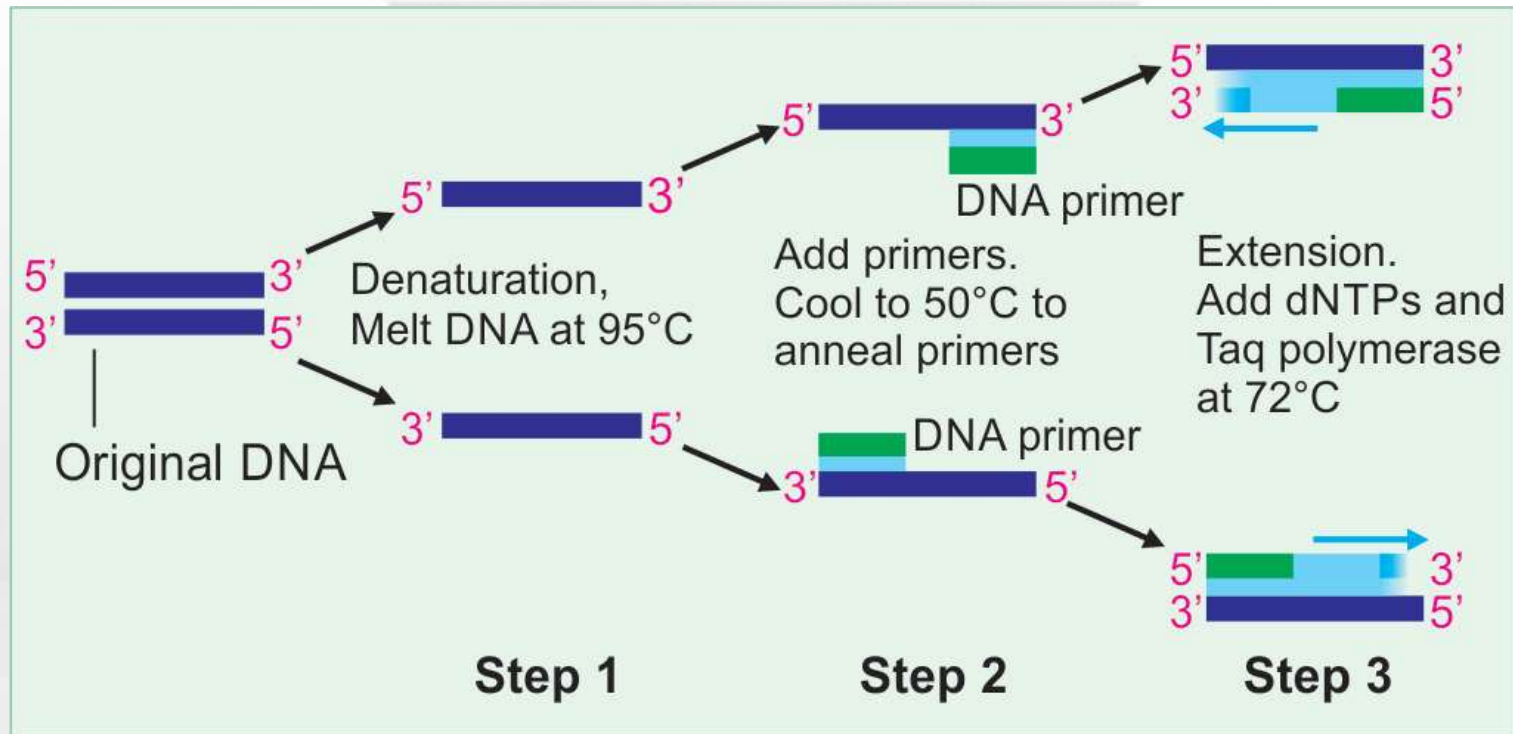 5’ 3’
3’ 5’
Original DNA
5’ 3’
Denaturation,
Melt DNA at 95°C
3’ 5’
Step 1
5’ 3’
DNA primer
Add primers.
Cool to 50°C to
anneal primers
DNA primer
3’ 5’
Step 2
5’ 3’
3’ 5’
Extension.
Add dNTPs and
Taq polymerase
at 72°C
5’ 3’
3’ 5’
Step 3